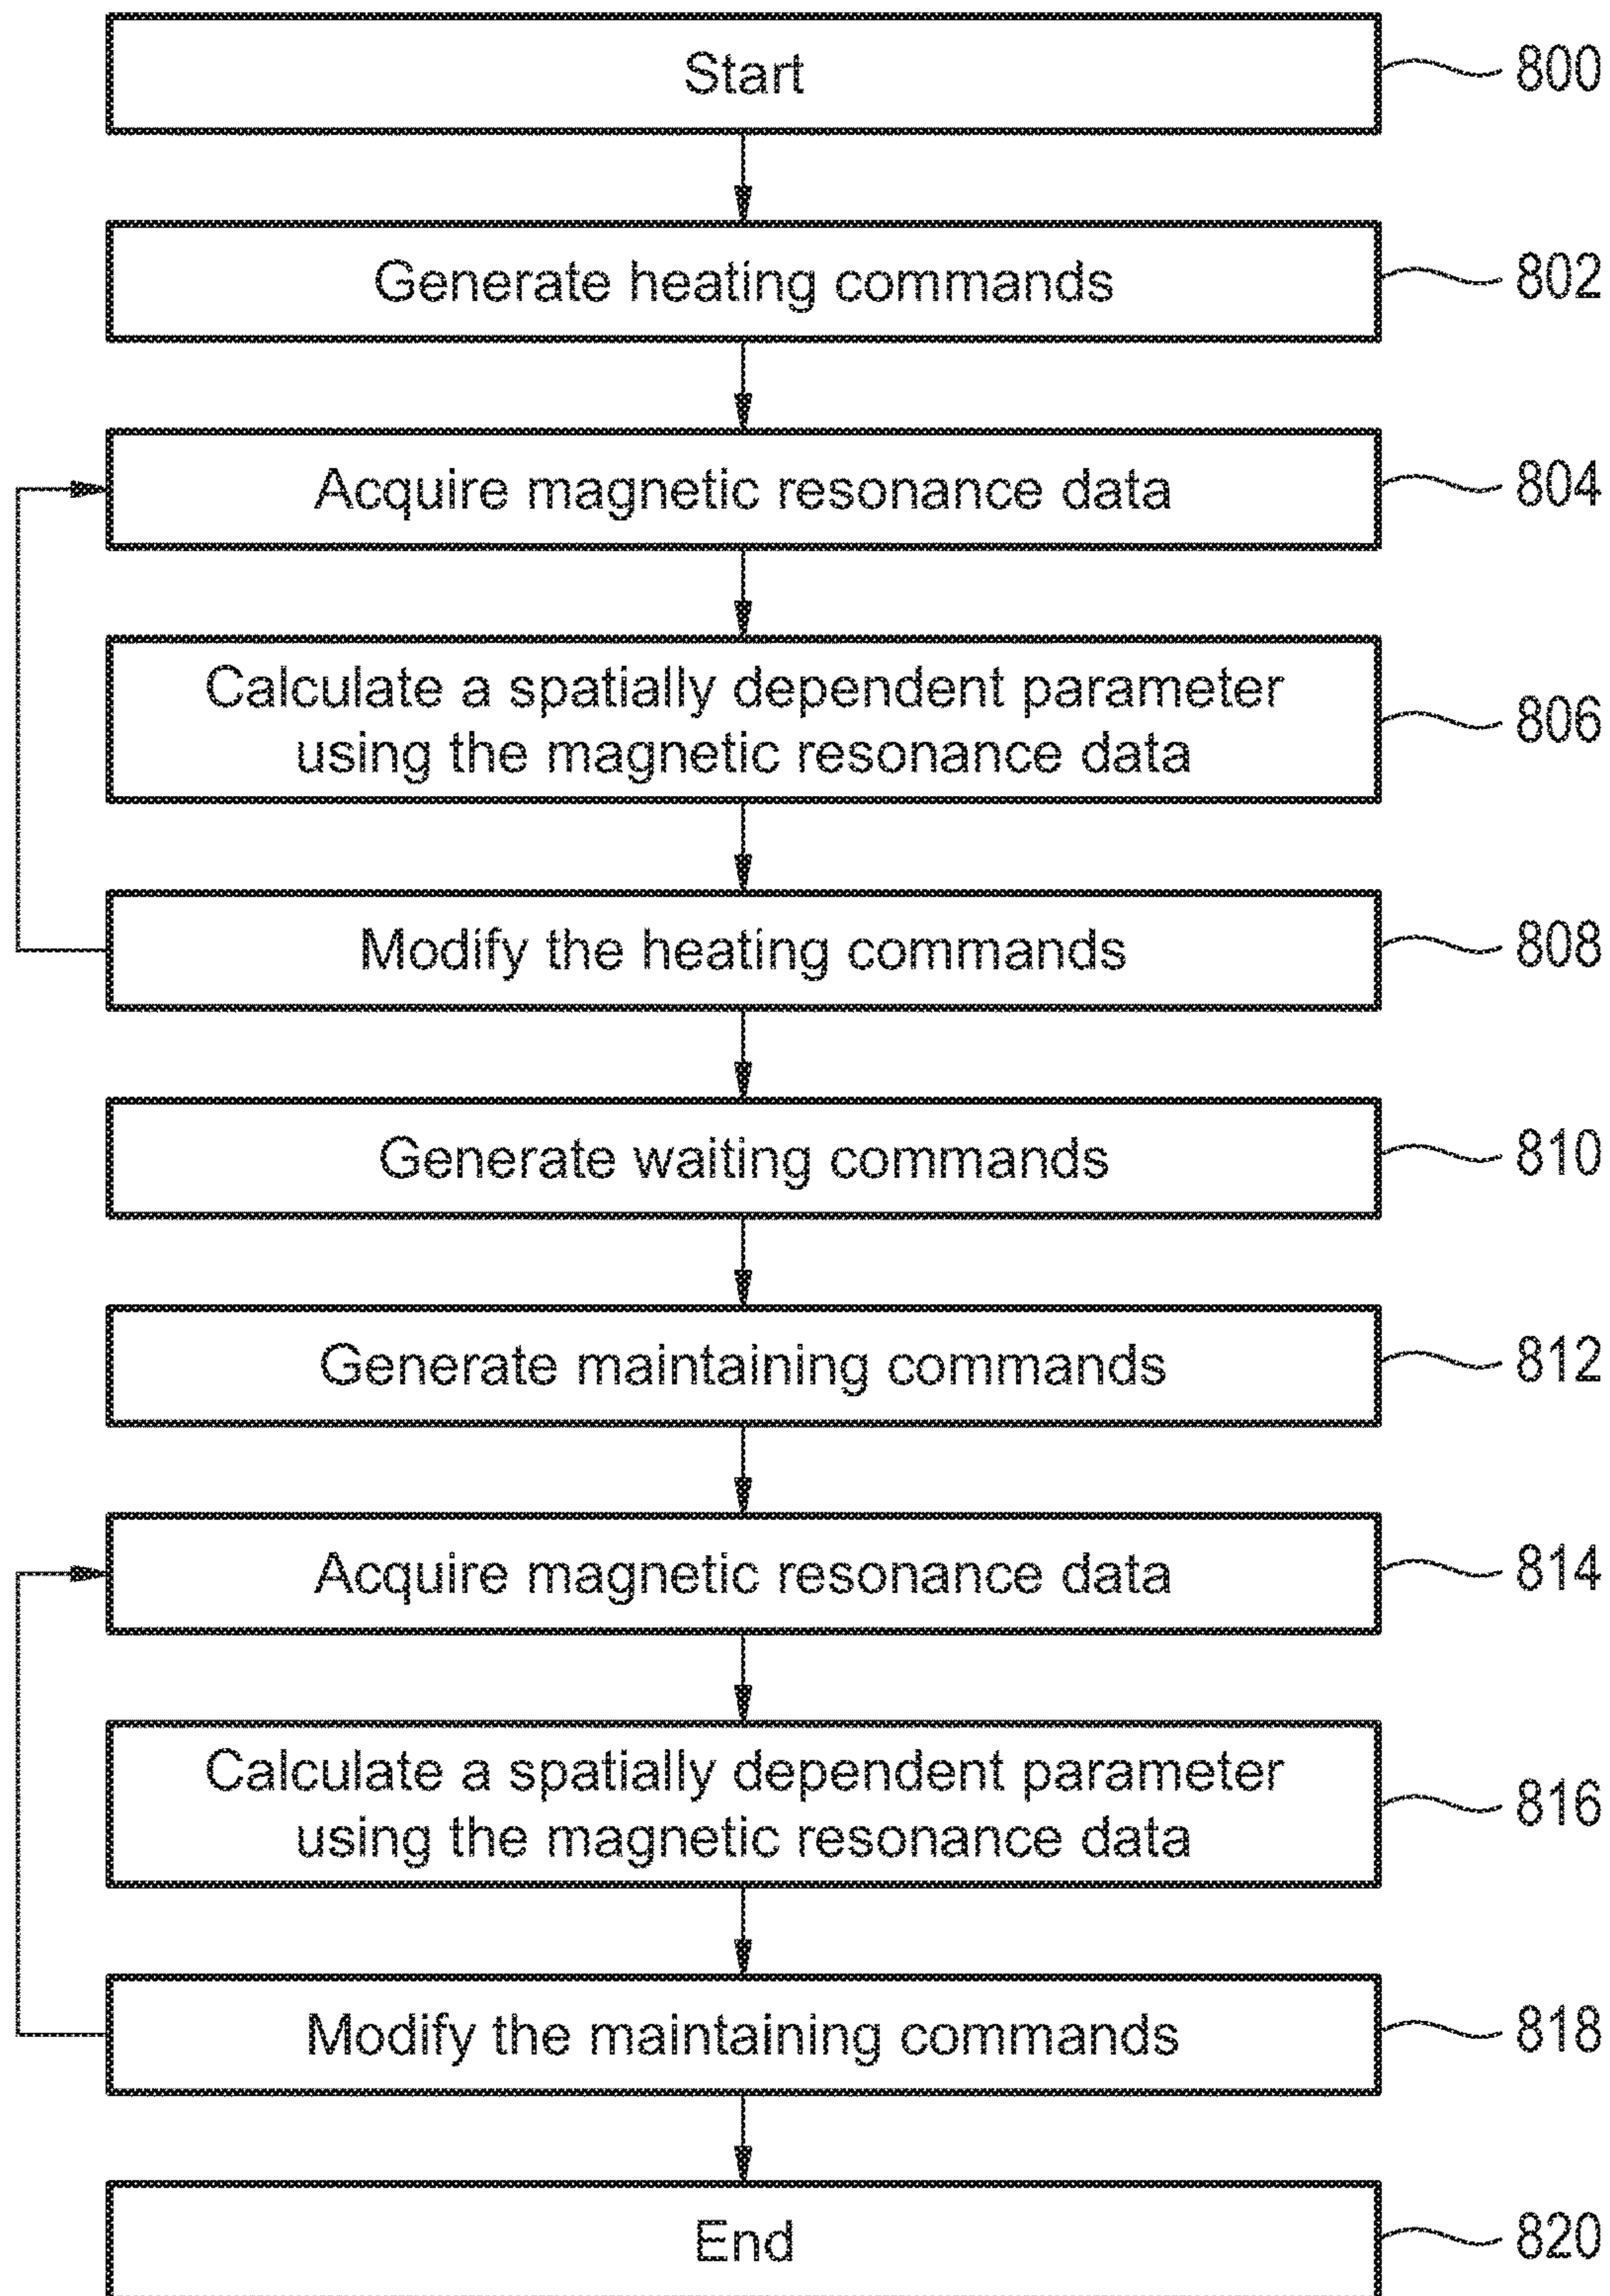 Start
800
Generate heating commands
802
Acquire magnetic resonance data
804
Calculate a spatially dependent parameter
using the magnetic resonance data
806
Modify the heating commands
808
Generate waiting commands
810
Generate maintaining commands
812
Acquire magnetic resonance data
814
Calculate a spatially dependent parameter
using the magnetic resonance data
816
Modify the maintaining commands
818
End
820